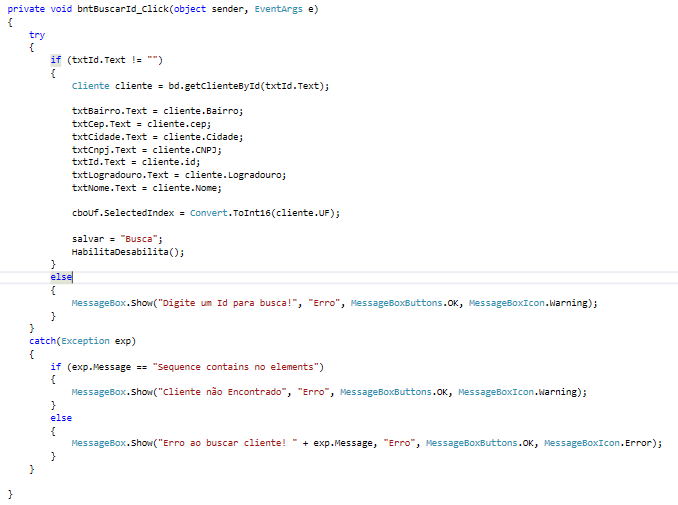 private void bntBuscarId_Click(object sender, EventArgs e)
{
try
{
if (txtId.Text != "")
{
Cliente cliente = bd.getClienteById(txtId.Text);
txtBairro.Text = cliente.Bairro;
txtCep.Text = cliente.cep;
txtCidade.Text = cliente.Cidade;
txtCnpj.Text = cliente.CNPJ;
txtId.Text = cliente.id;
txtLogradouro.Text = cliente.Logradouro;
txtNome.Text = cliente.Nome;
cboUf.SelectedIndex = Convert.ToInt16(cliente.UF);
salvar = "Busca";
HabilitaDesabilita();
}
else
{
MessageBox.Show("Digite um Id para busca!", "Erro", MessageBoxButtons.OK, MessageBoxIcon.Warning);
}
}
catch(Exception exp)
{
if (exp.Message == "Sequence contains no elements")
{
MessageBox.Show("Cliente não Encontrado", "Erro", MessageBoxButtons.OK, MessageBoxIcon.Warning);
}
else
{
MessageBox.Show("Erro ao buscar cliente! " + exp.Message, "Erro", MessageBoxButtons.OK, MessageBoxIcon.Error);
}
}
}